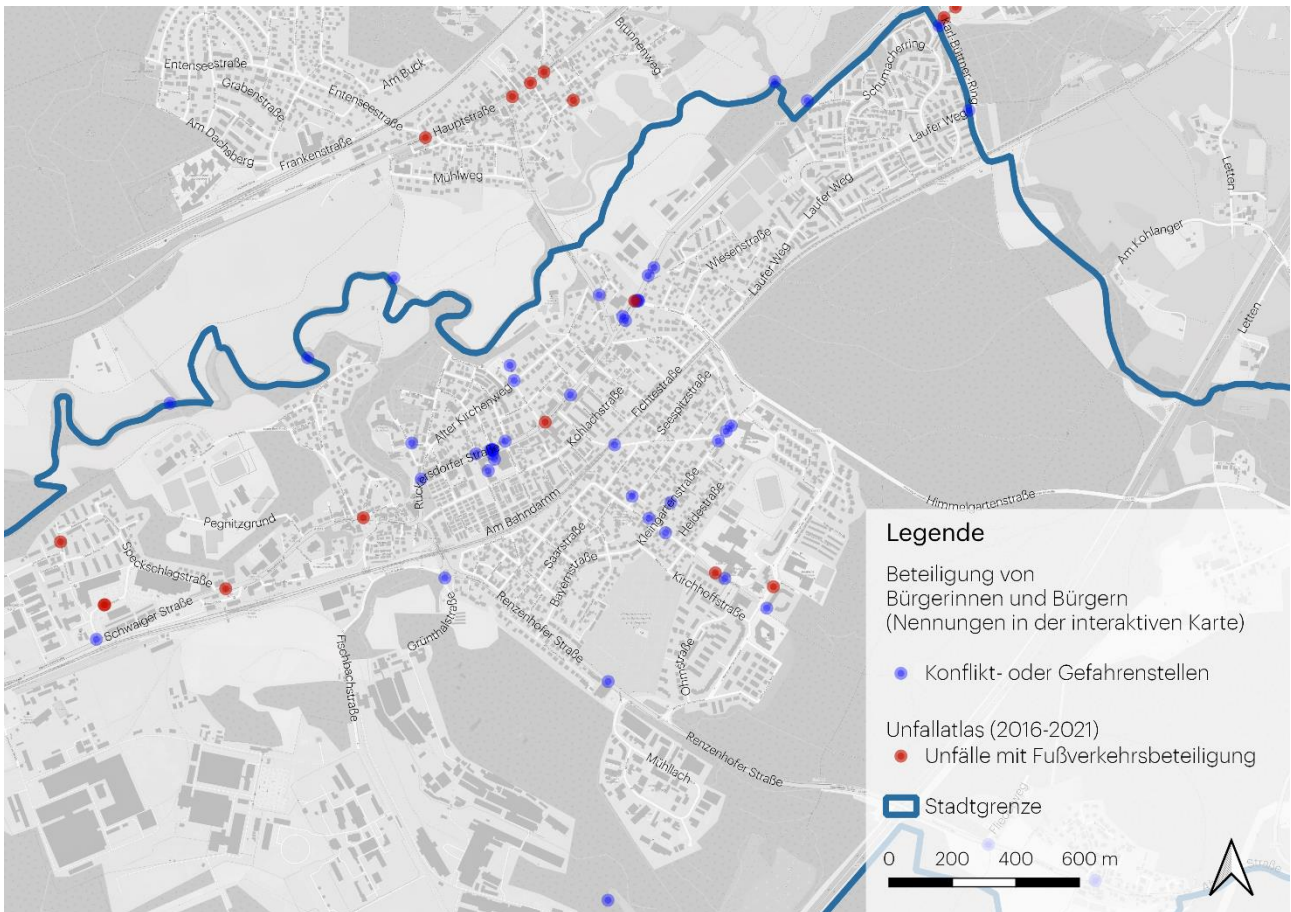 Brunnenweg
Entenseestraße
Am Buck
Grabenstraße
Entenseestraße
Hauptstraße
Am Dachsberg
Frankenstraße
Mühlweg
Schumacherring
Karl-Büttner-Ring
Laufer Weg
Laufer Weg
Letten
Am Kohlanger
Wiesenstraße
Laufer Weg
Letten
Alter Kirchenweg
Fichtestraße
Seespitzstraße
Kohlachstraße
Rückersdorfer Straße
Am Bahndamm
Pegnitzgrund
Speckschlagstraße
Schwaiger Straße
Saarstraße
Bayernstraße
Kleingartenstraße
Heidestraße
Himmelgartenstraße
Kirchhoffstraße
Grünthalstraße
Renzenhofer Straße
Fischbachstraße
Ohmstraße
Renzenhofer Straße
Mühllach
Legende
Beteiligung von
Bürgerinnen und Bürgern
(Nennungen in der interaktiven Karte)
Konflikt- oder Gefahrenstellen
Unfallatlas (2016-2021)
Unfälle mit Fußverkehrsbeteiligung
Stadtgrenze
0 200 400 600 m